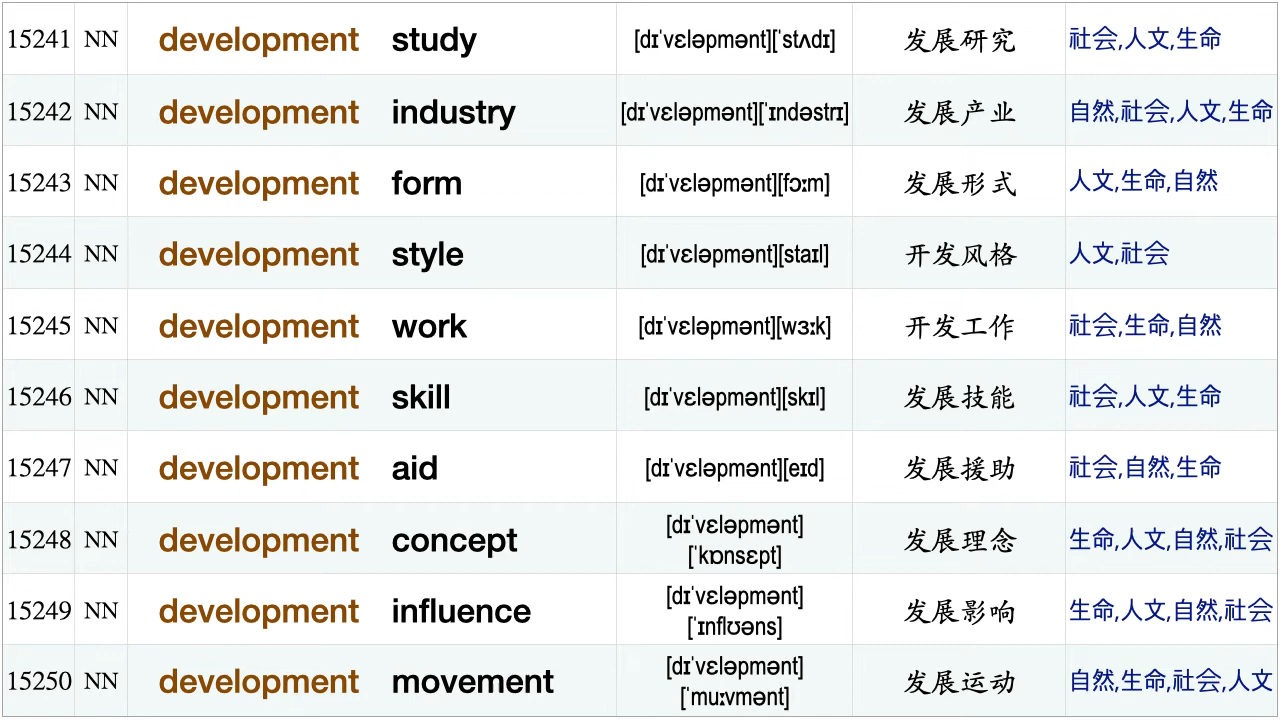 15241 NN development study [dɪˈvɛləpmənt][ˈstʌdɪ] 发展研究 社会,人文,生命
15242 NN development industry [dɪˈvɛləpmənt][ˈɪndəstrɪ] 发展产业 自然,社会,人文,生命
15243 NN development form [dɪˈvɛləpmənt][fɔːm] 发展形式 人文,生命,自然
15244 NN development style [dɪˈvɛləpmənt][staɪl] 开发风格 人文,社会
15245 NN development work [dɪˈvɛləpmənt][wɜːk] 开发工作 社会,生命,自然
15246 NN development skill [dɪˈvɛləpmənt][skɪl] 发展技能 社会,人文,生命
15247 NN development aid [dɪˈvɛləpmənt][eɪd] 发展援助 社会,自然,生命
15248 NN development concept [dɪˈvɛləpmənt] [ˈkɒnsɛpt] 发展理念 生命,人文,自然,社会
15249 NN development influence [dɪˈvɛləpmənt] [ˈɪnflʊəns] 发展影响 生命,人文,自然,社会
15250 NN development movement [dɪˈvɛləpmənt] [ˈmuːvmənt] 发展运动 自然,生命,社会,人文